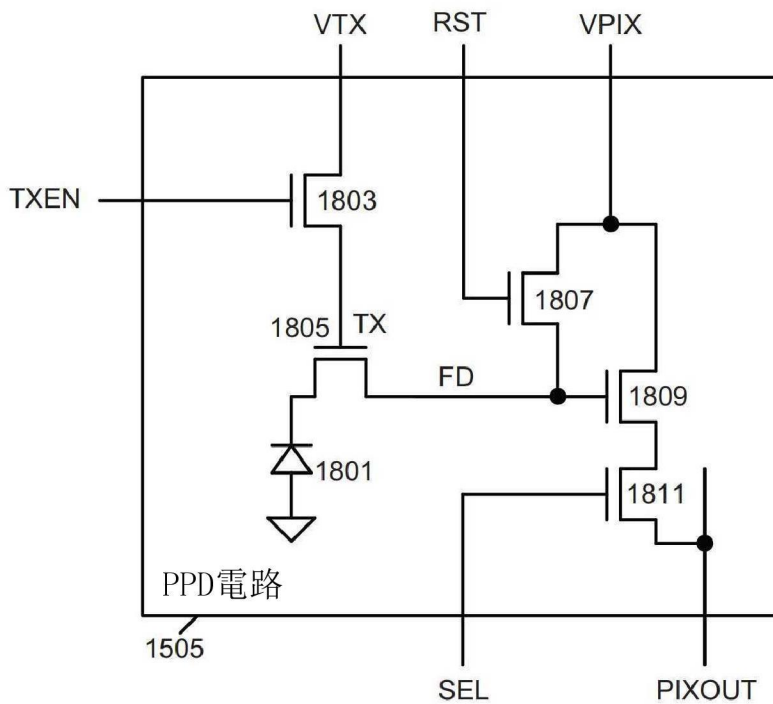 VTX
RST
VPIX
TXEN
1803
1807
1805
TX
FD
1809
1801
1811
PPD電路
1505
SEL
PIXOUT